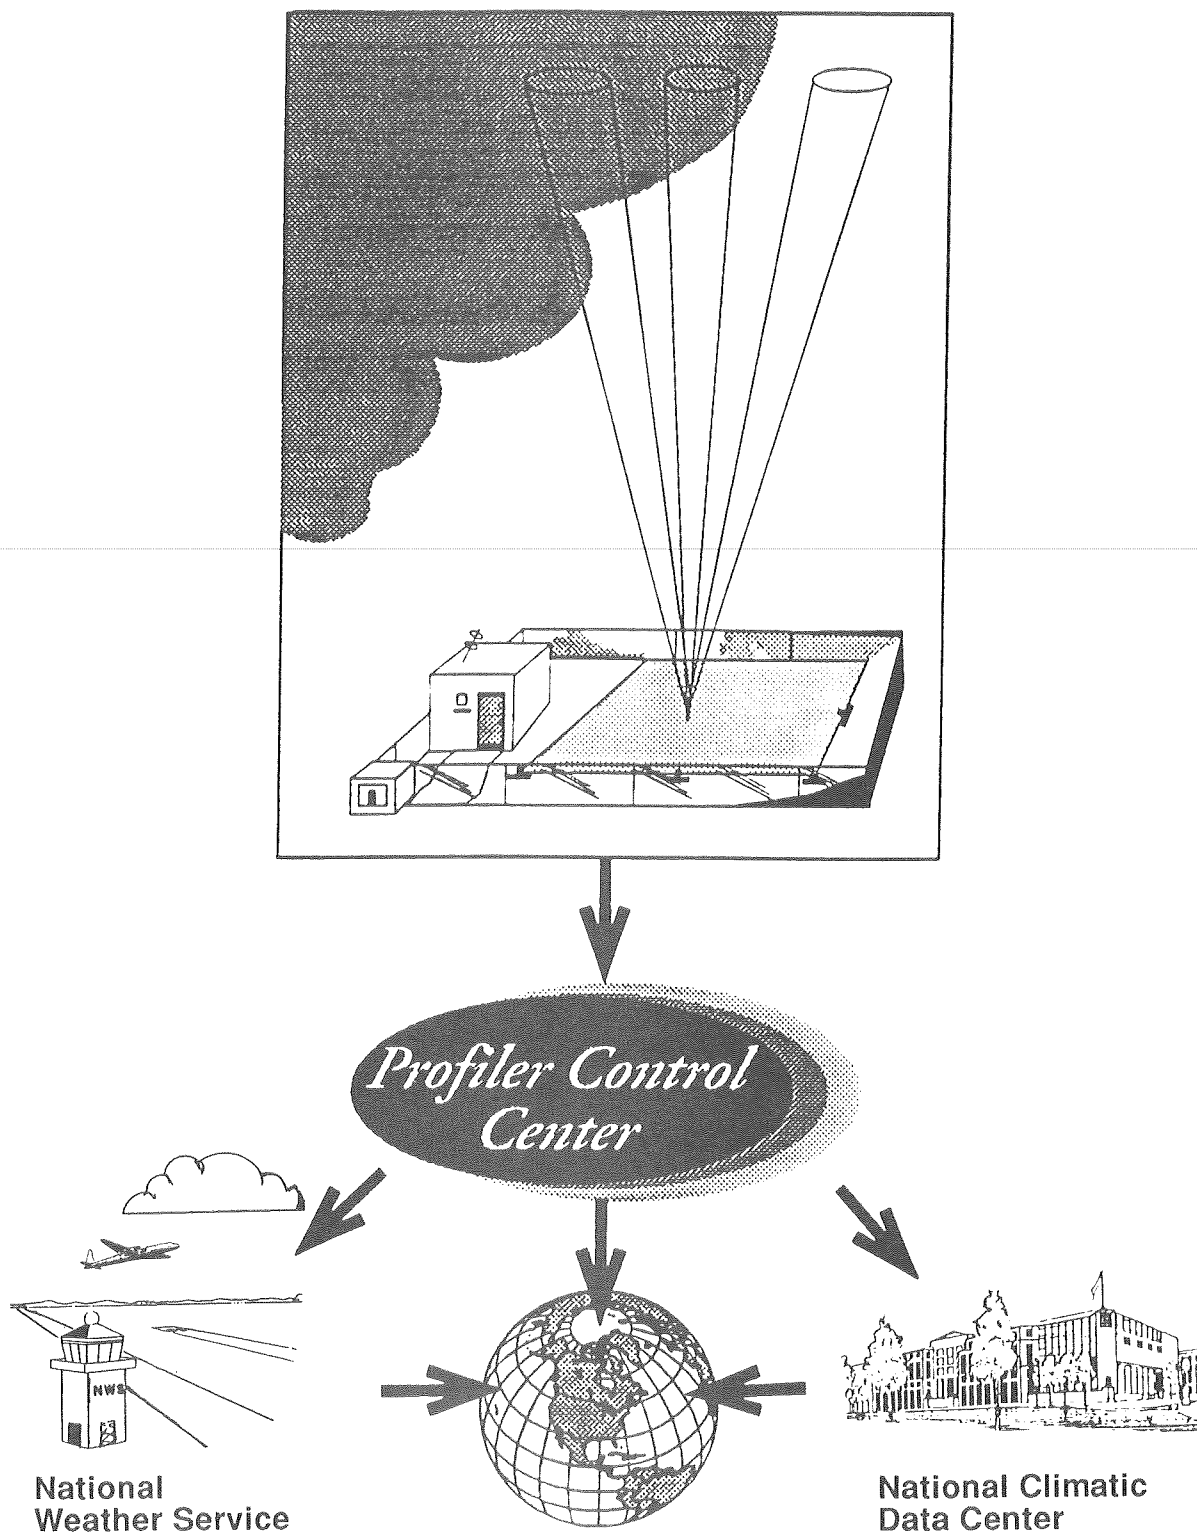 Profiler Control
Center
NWS
National
Weather Service
National Climatic
Data Center